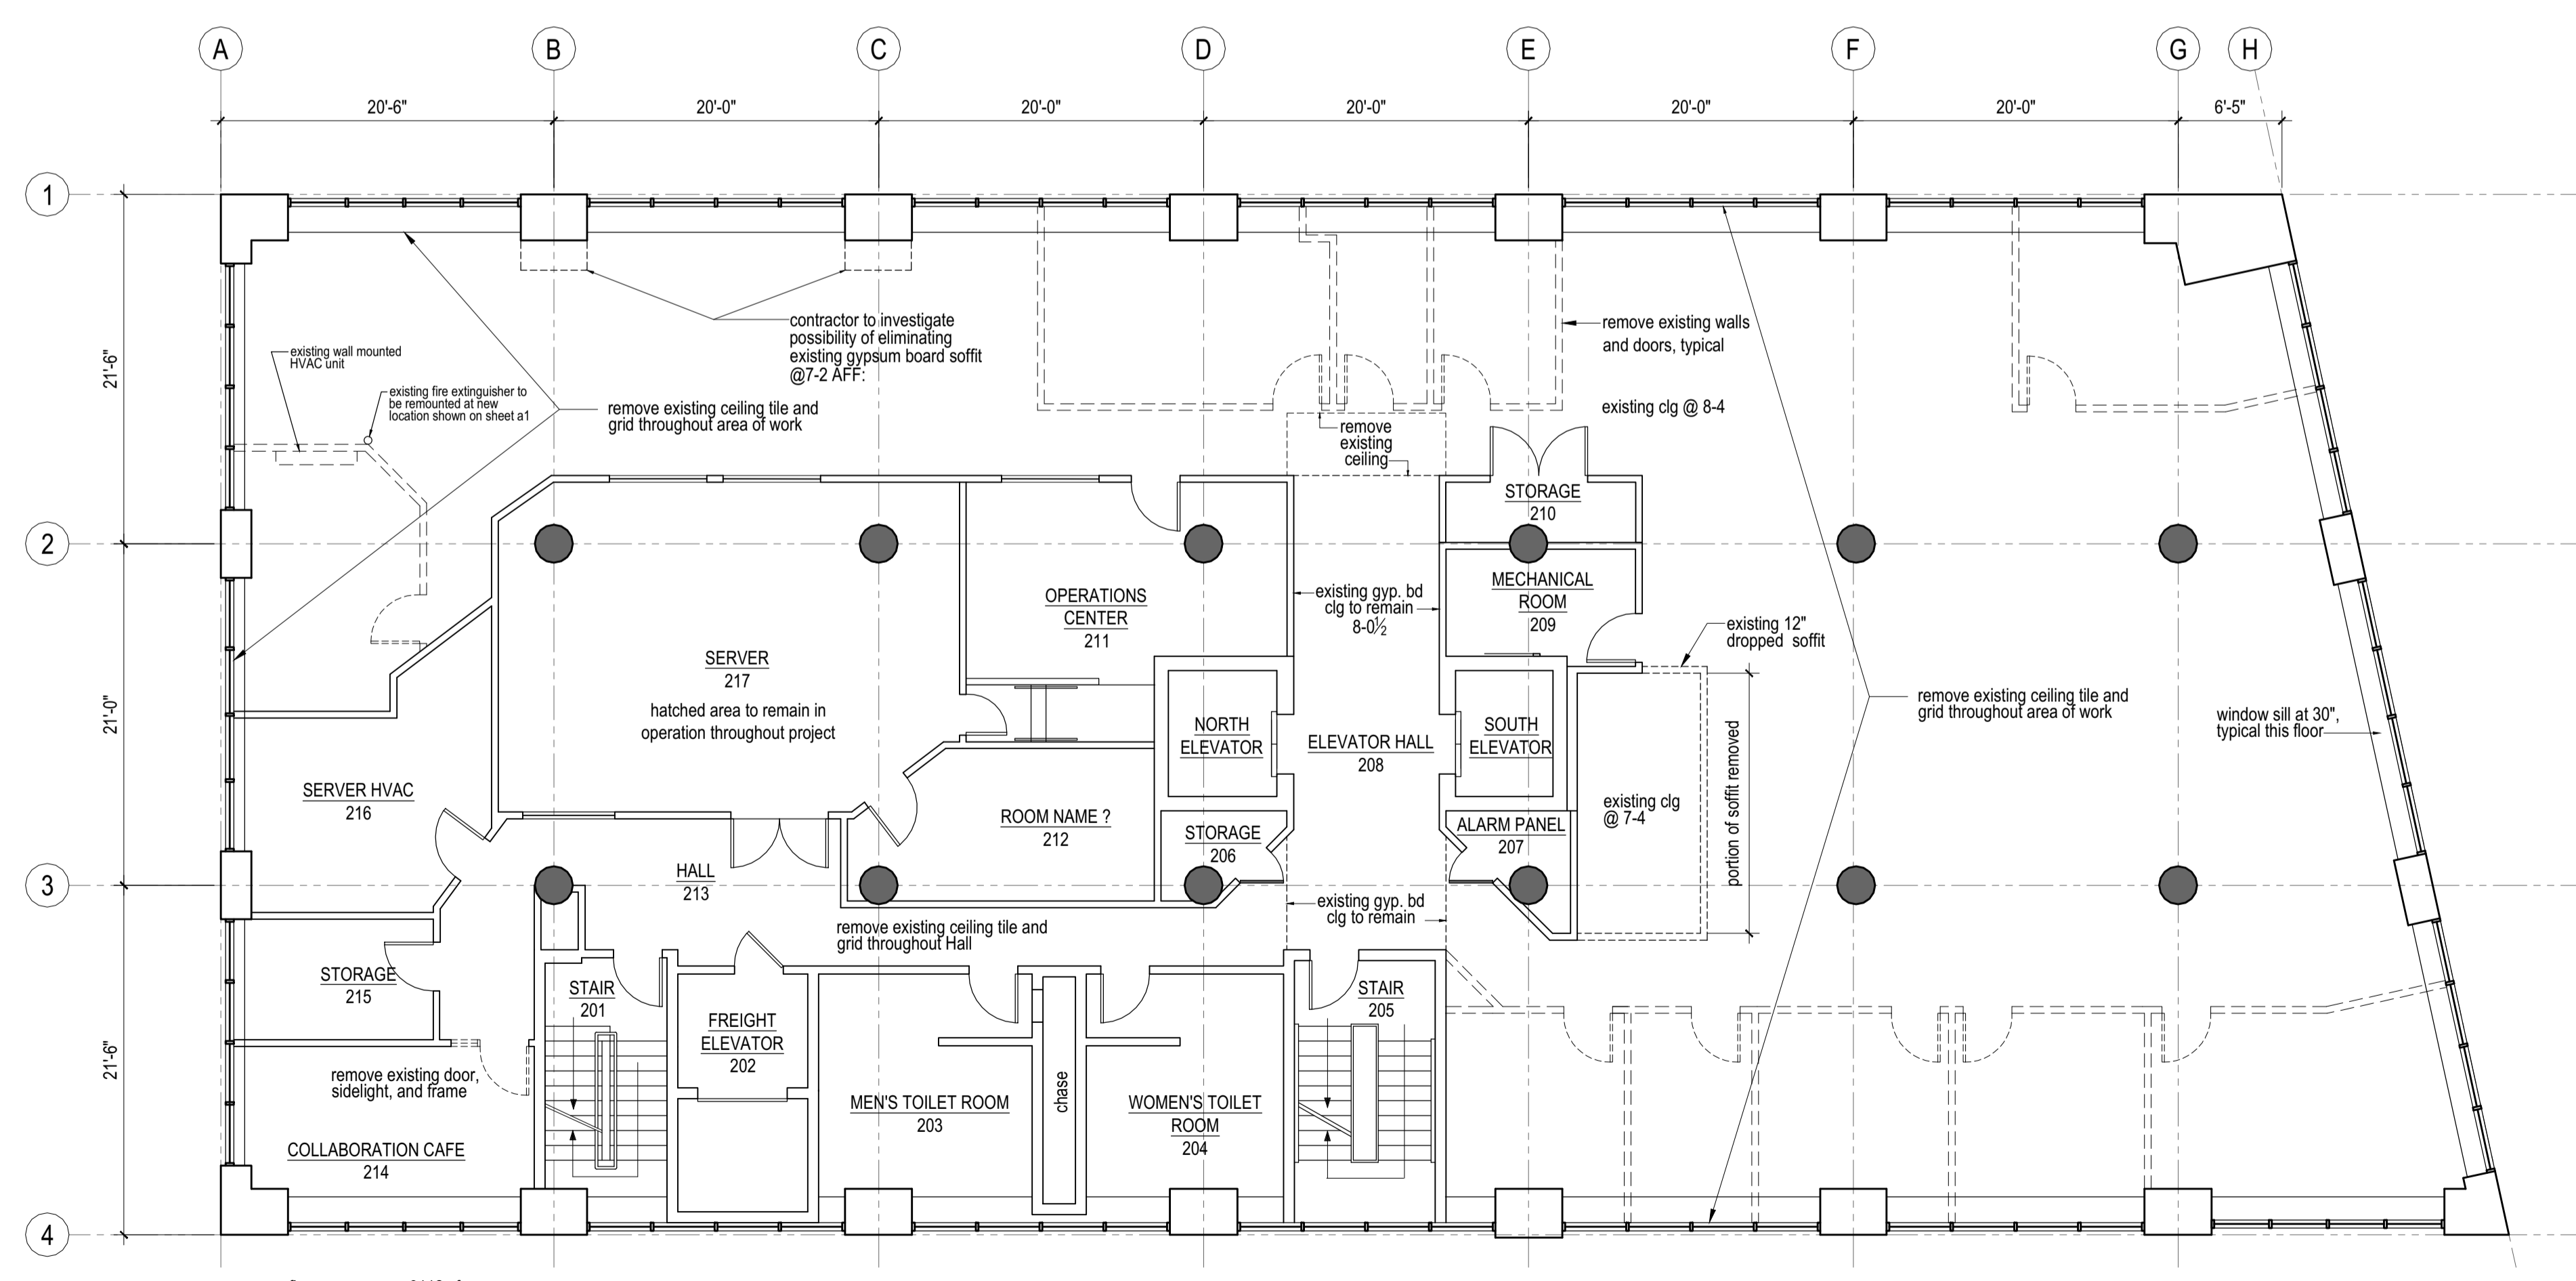 A B C D E F G H
20'-6" 20'-0" 20'-0" 20'-0" 20'-0" 20'-0" 6'-5"
1
2
3
4
21'-6"
21'-0"
21'-6"
existing wall mounted
HVAC unit
existing fire extinguisher to
be remounted at new
location shown on sheet a1
contractor to investigate
possibility of eliminating
existing gypsum board soffit
@7-2 AFF:
remove existing ceiling tile and
grid throughout area of work
remove existing walls
and doors, typical
existing clg @ 8-4
remove
existing
ceiling
STORAGE
210
MECHANICAL
ROOM
209
existing gyp. bd
clg to remain
8-0½
OPERATIONS
CENTER
211
SERVER
217
hatched area to remain in
operation throughout project
existing 12"
dropped soffit
remove existing ceiling tile and
grid throughout area of work
window sill at 30",
typical this floor
NORTH
ELEVATOR
ELEVATOR HALL
208
SOUTH
ELEVATOR
portion of soffit removed
existing clg
@ 7-4
SERVER HVAC
216
ROOM NAME ?
212
STORAGE
206
ALARM PANEL
207
HALL
213
existing gyp. bd
clg to remain
remove existing ceiling tile and
grid throughout Hall
STORAGE
215
STAIR
201
FREIGHT
ELEVATOR
202
STAIR
205
remove existing door,
sidelight, and frame
MEN'S TOILET ROOM
203
chase
WOMEN'S TOILET
ROOM
204
COLLABORATION CAFE
214